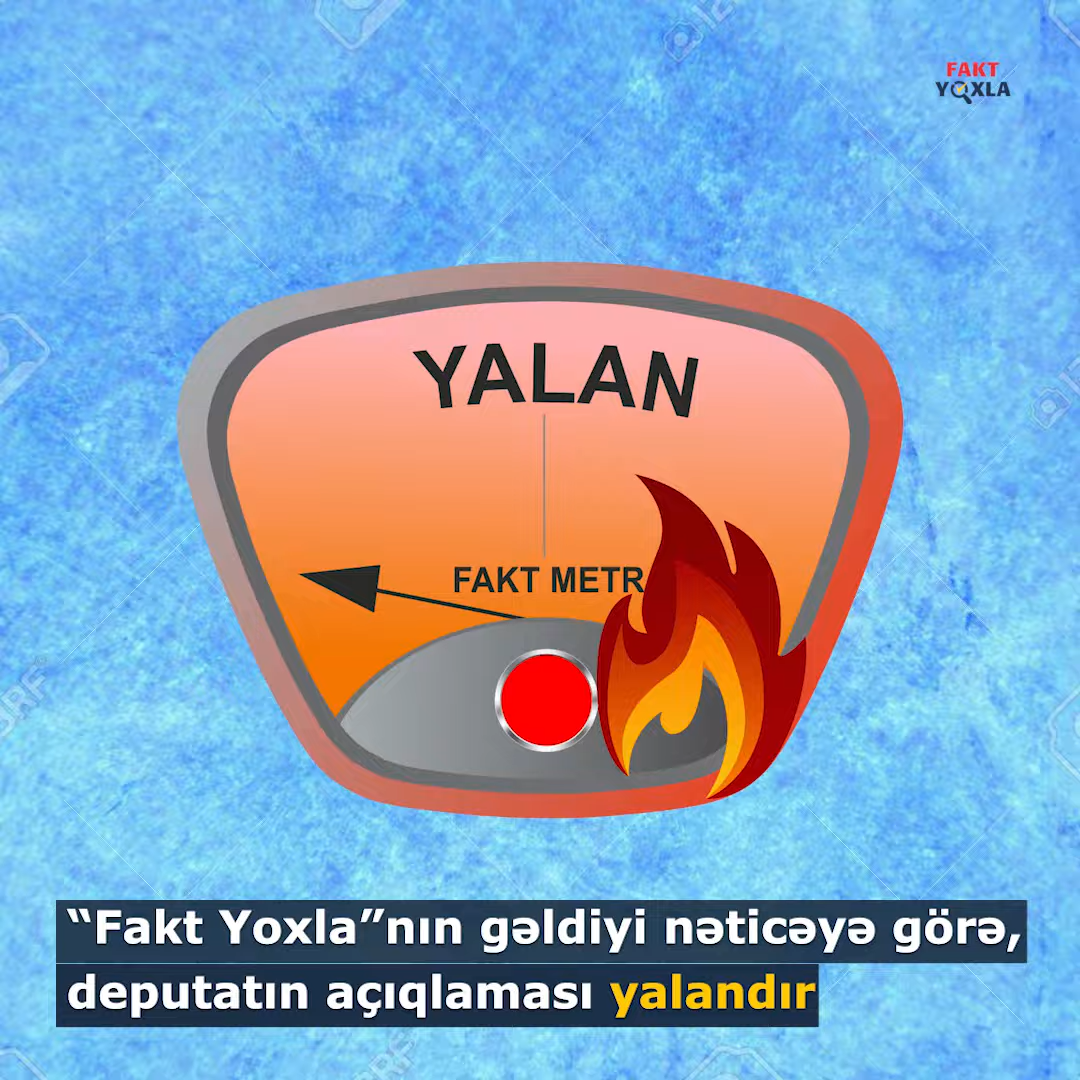 FAKT
YOXLA
YALAN
FAKT METR
“Fakt Yoxla”nın gəldiyi nəticəyə görə,
deputatın açıqlaması yalandır